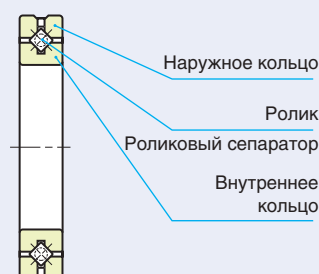 Наружное кольцо
Ролик
Роликовый сепаратор
Внутреннее
кольцо